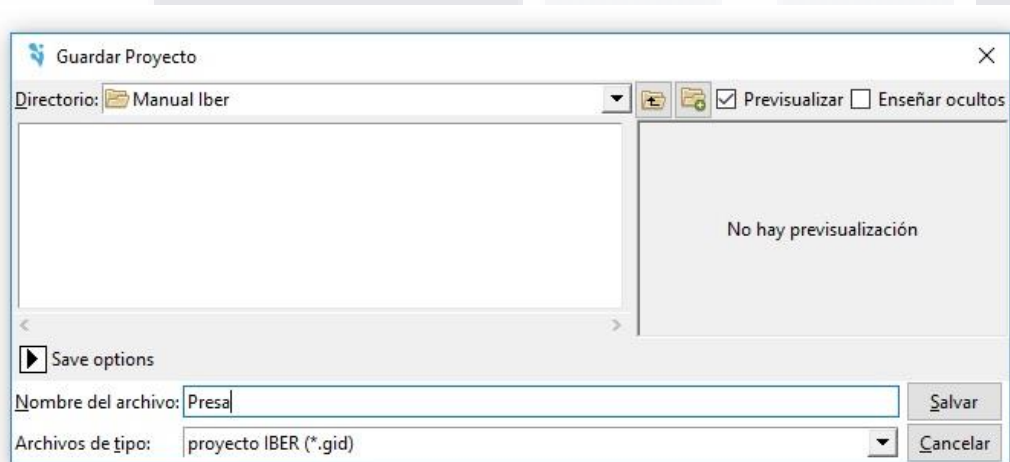 Guardar Proyecto
Directorio: Manual Iber Previsualizar Enseñar ocultos
No hay previsualización
Save options
Nombre del archivo: Presa Salvar
Archivos de tipo: proyecto IBER (*.gid) Cancelar